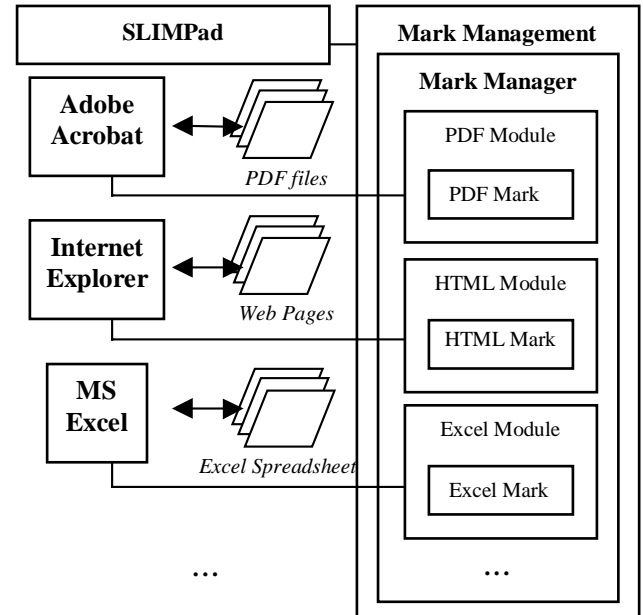 SLIMPad
Mark Management
Mark Manager
Adobe
Acrobat
PDF files
PDF Module
PDF Mark
Internet
Explorer
Web Pages
HTML Module
HTML Mark
MS
Excel
Excel Spreadsheet
Excel Module
Excel Mark
…
…